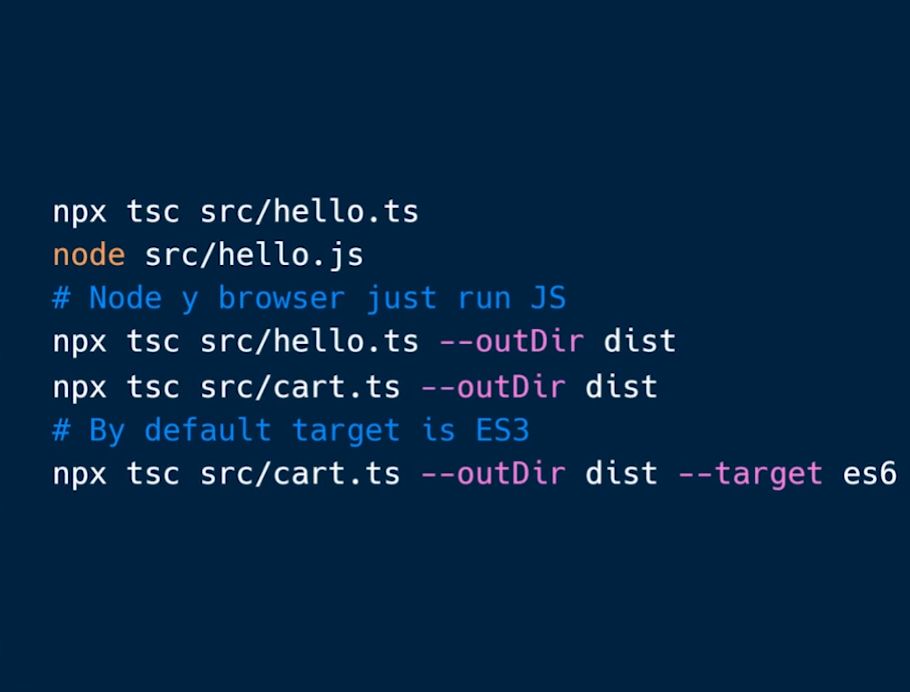 npx tsc src/hello.ts
node src/hello.js
# Node y browser just run JS
npx tsc src/hello.ts --outDir dist
npx tsc src/cart.ts --outDir dist
# By default target is ES3
npx tsc src/cart.ts --outDir dist --target es6